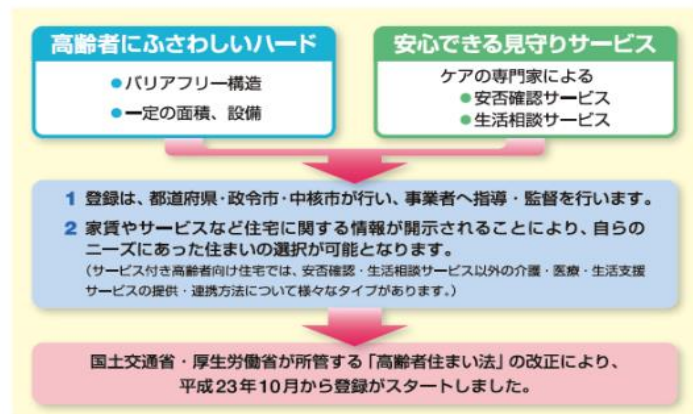 高齢者にふさわしいハード
●バリアフリー構造
●一定の面積、設備
安心できる見守りサービス
ケアの専門家による
●安否確認サービス
●生活相談サービス
1 登録は、都道府県・政令市・中核市が行い、事業者へ指導・監督を行います。
2 家賃やサービスなど住宅に関する情報が開示されることにより、自らの
ニーズにあった住まいの選択が可能となります。
（サービス付き高齢者向け住宅では、安否確認・生活相談サービス以外の介護・医療・生活支援
サービスの提供・連携方法について様々なタイプがあります。）
国土交通省・厚生労働省が所管する「高齢者住まい法」の改正により、
平成23年10月から登録がスタートしました。